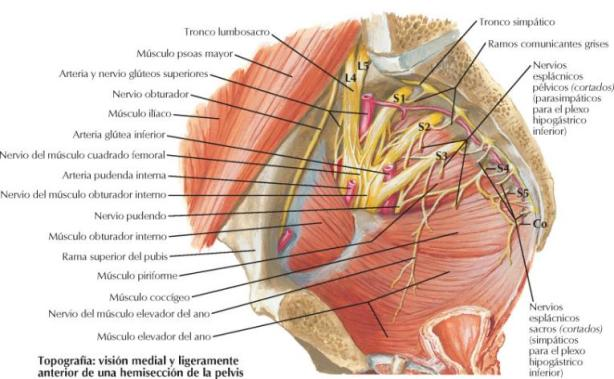 Tronco lumbosacro
Músculo psoas mayor
Arteria y nervio glúteos superiores
Nervio obturador
Músculo ilíaco
Arteria glútea inferior
Nervio del músculo cuadrado femoral
Arteria pudenda interna
Nervio del músculo obturador interno
Nervio pudendo
Músculo obturador interno
Rama superior del pubis
Músculo piriforme
Músculo coccígeo
Nervio del músculo elevador del ano
Músculo elevador del ano
Topografía: visión medial y ligeramente
anterior de una hemisección de la pelvis
L5
L4
S1
S2
S3
S4
S5
Co
Tronco simpático
Ramos comunicantes grises
Nervios
esplácnicos
pélvicos (cortados)
(parasimpáticos
para el plexo
hipogástrico
inferior)
Nervios
esplácnicos
sacros (cortados)
(simpáticos
para el plexo
hipogástrico
inferior)